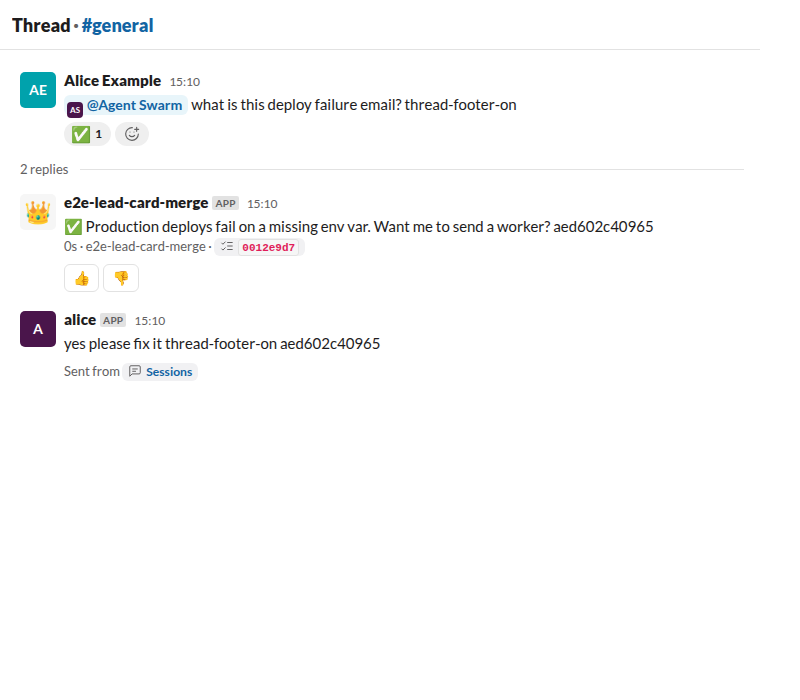 Thread · #general
AE
Alice Example 15:10
AS @Agent Swarm what is this deploy failure email? thread-footer-on
✅ 1
2 replies
e2e-lead-card-merge APP 15:10
✅ Production deploys fail on a missing env var. Want me to send a worker? aed602c40965
0s · e2e-lead-card-merge · 0012e9d7
👍 👎
A
alice APP 15:10
yes please fix it thread-footer-on aed602c40965
Sent from Sessions